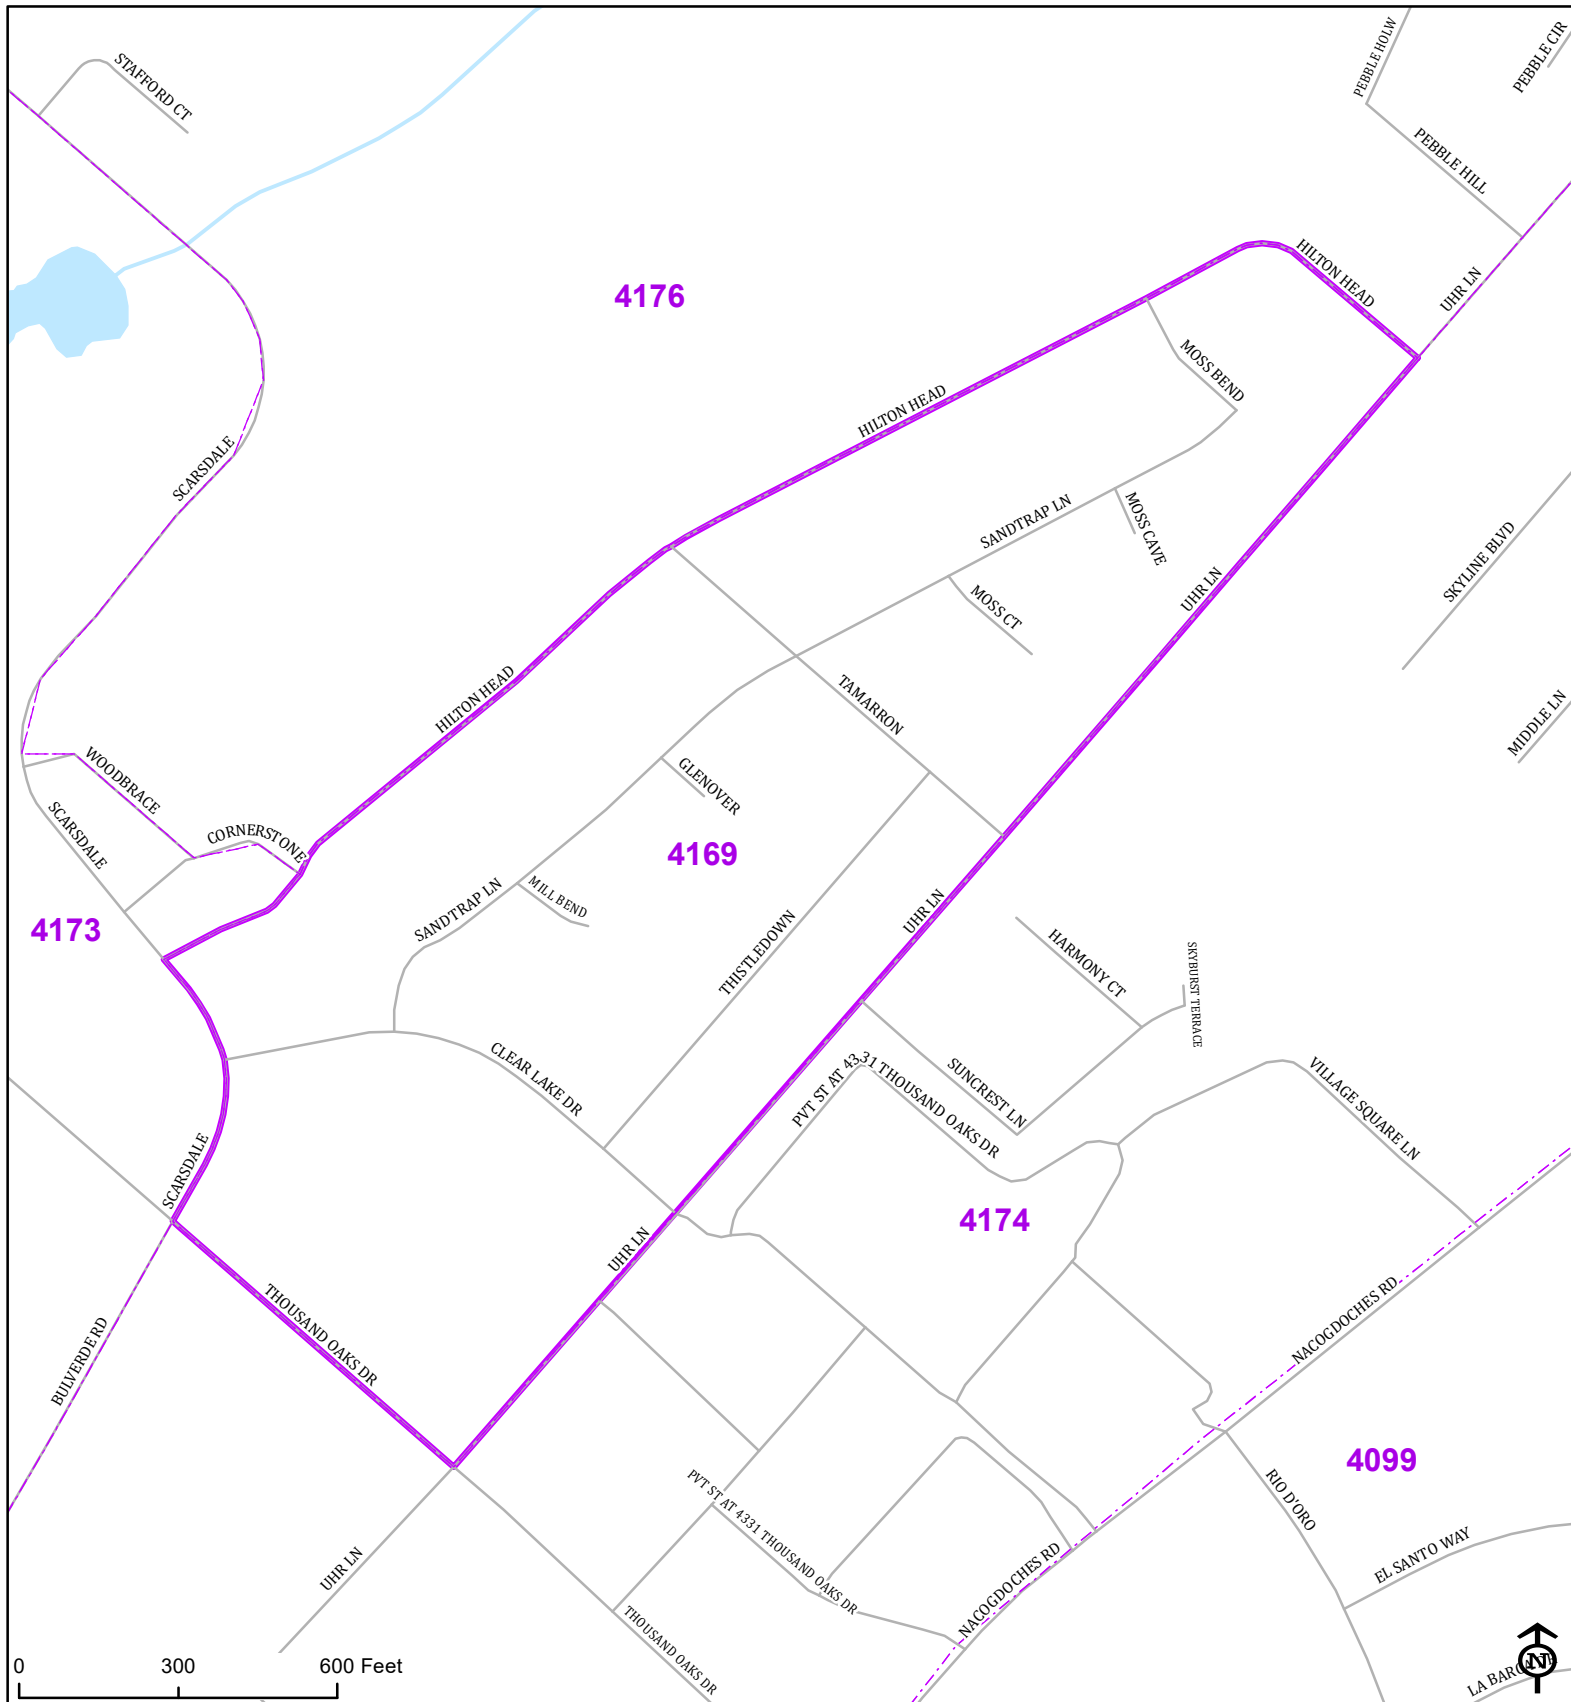 STAFFORD CT
PEBBLE HOLW
PEBBLE CIR
PEBBLE HILL
HILTON HEAD
UHR LN
4176
MOSS BEND
HILTON HEAD
SCARSDALE
SANDTRAP LN
MOSS CAVE
SKYLINE BLVD
UHR LN
MOSS CT
HILTON HEAD
TAMARRON
MIDDLE LN
WOODBRACE
GLENOVER
SCARSDALE
CORNERSTONE
4169
SANDTRAP LN
MILL BEND
4173
UHR LN
THISTLEDOWN
HARMONY CT
SKYBURST TERRACE
CLEAR LAKE DR
PVT ST AT 4331 THOUSAND OAKS DR
SUNCREST LN
VILLAGE SQUARE LN
SCARSDALE
4174
UHR LN
THOUSAND OAKS DR
NACOGDOCHES RD
BULVERDE RD
4099
PVT ST AT 4331 THOUSAND OAKS DR
RIO D'ORO
EL SANTO WAY
UHR LN
NACOGDOCHES RD
THOUSAND OAKS DR
N
0 300 600 Feet